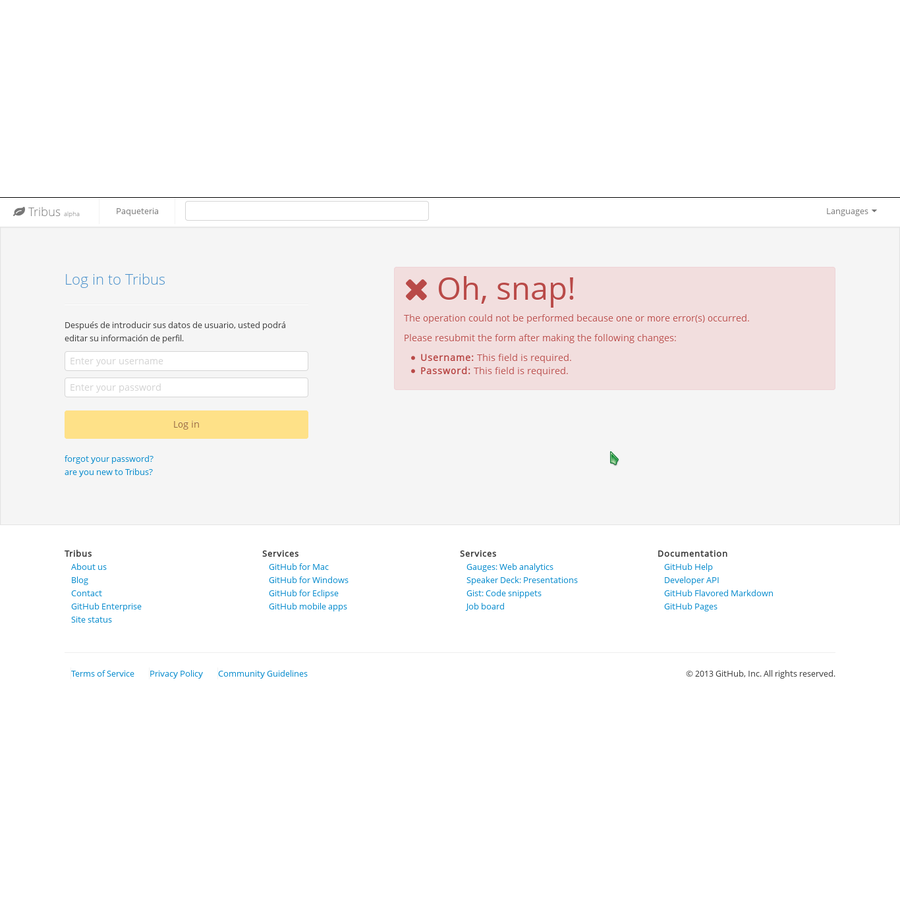 Tribus alpha
Paqueteria
Languages
Log in to Tribus
Después de introducir sus datos de usuario, usted podrá
editar su información de perfil.
Enter your username
Enter your password
Log in
forgot your password?
are you new to Tribus?
Oh, snap!
The operation could not be performed because one or more error(s) occurred.
Please resubmit the form after making the following changes:
Username: This field is required.
Password: This field is required.
Tribus
About us
Blog
Contact
GitHub Enterprise
Site status
Services
GitHub for Mac
GitHub for Windows
GitHub for Eclipse
GitHub mobile apps
Services
Gauges: Web analytics
Speaker Deck: Presentations
Gist: Code snippets
Job board
Documentation
GitHub Help
Developer API
GitHub Flavored Markdown
GitHub Pages
Terms of Service
Privacy Policy
Community Guidelines
© 2013 GitHub, Inc. All rights reserved.